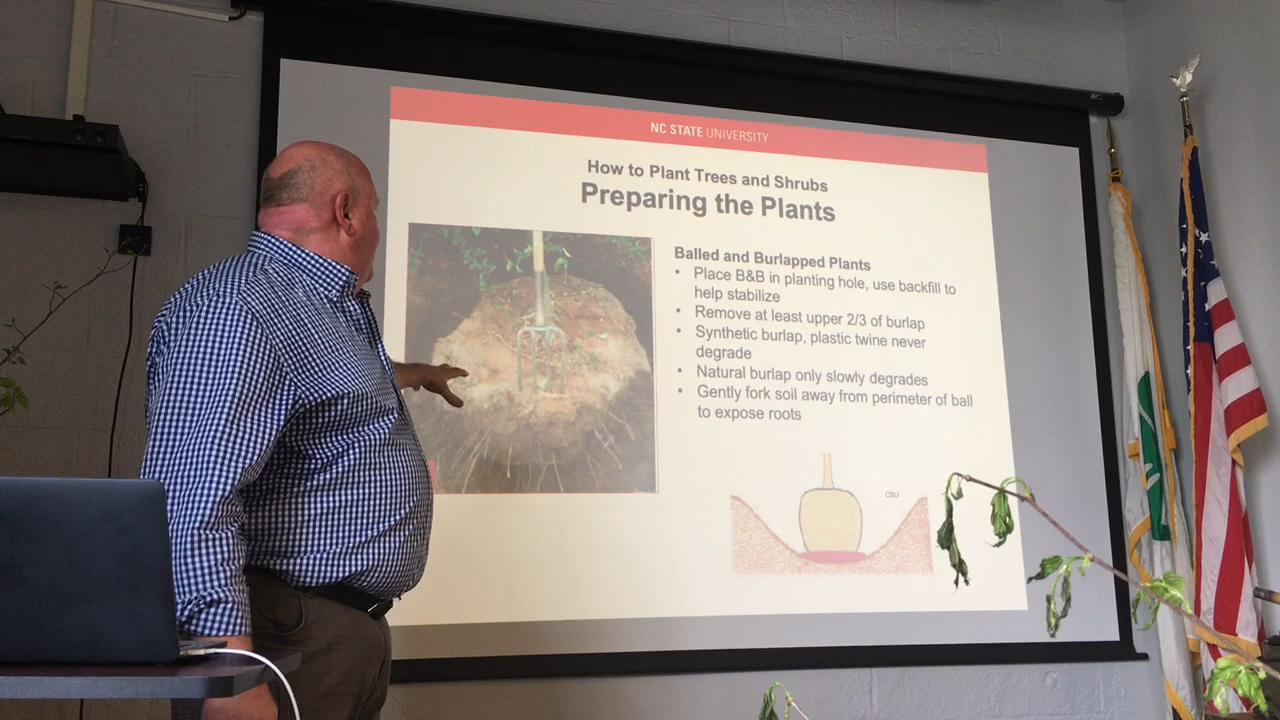 NC STATE UNIVERSITY
How to Plant Trees and Shrubs
Preparing the Plants
Balled and Burlapped Plants
• Place B&B in planting hole, use backfill to
help stabilize
• Remove at least upper 2/3 of burlap
• Synthetic burlap, plastic twine never
degrade
• Natural burlap only slowly degrades
• Gently fork soil away from perimeter of ball
to expose roots
CSU